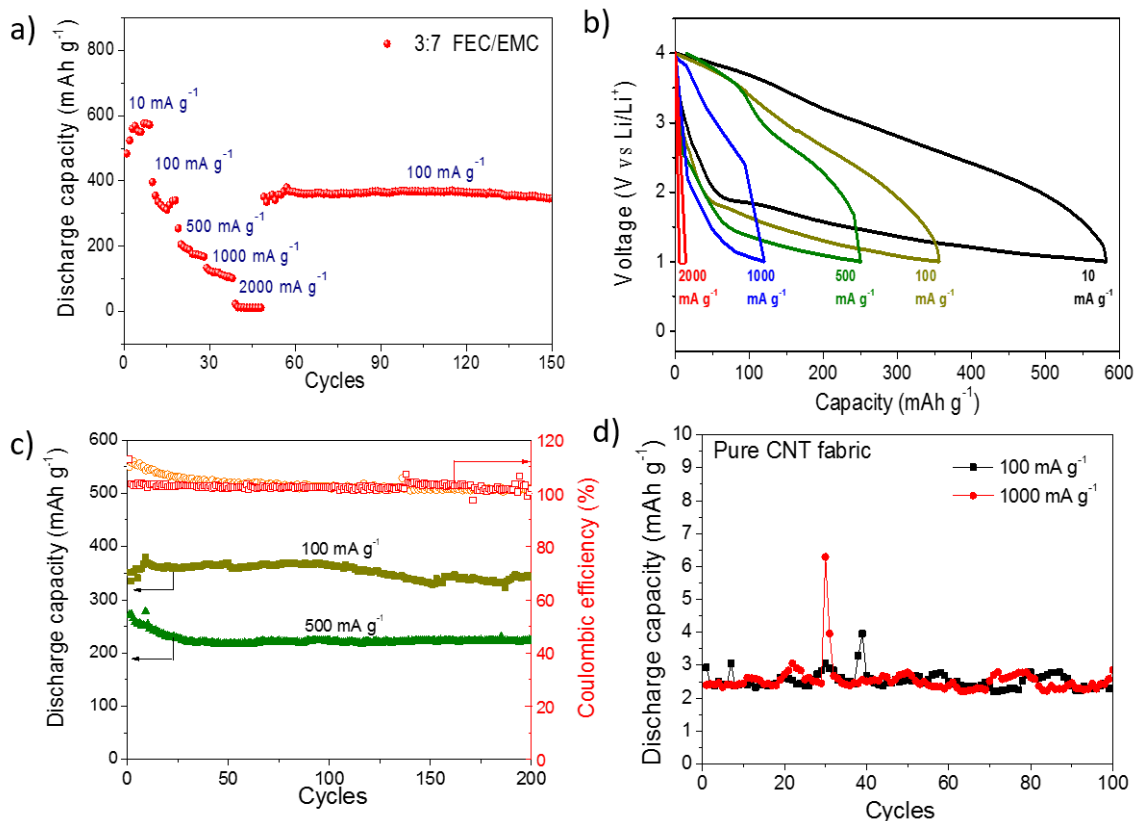 a)
3:7 FEC/EMC
10 mA g⁻¹
100 mA g⁻¹
500 mA g⁻¹
1000 mA g⁻¹
2000 mA g⁻¹
100 mA g⁻¹
Discharge capacity (mAh g⁻¹)
800
600
400
200
0
0 30 60 90 120 150
Cycles
b)
Voltage (V vs Li/Li⁺)
4
3
2
1
0
2000
mA g⁻¹
1000
mA g⁻¹
500
mA g⁻¹
100
mA g⁻¹
10
mA g⁻¹
0 100 200 300 400 500 600
Capacity (mAh g⁻¹)
c)
Discharge capacity (mAh g⁻¹)
600
500
400
300
200
100
0
100 mA g⁻¹
500 mA g⁻¹
120
100
80
60
40
20
0
Coulombic efficiency (%)
0 50 100 150 200
Cycles
d)
Pure CNT fabric
100 mA g⁻¹
1000 mA g⁻¹
Discharge capacity (mAh g⁻¹)
10
9
8
7
6
5
4
3
2
1
0
0 20 40 60 80 100
Cycles